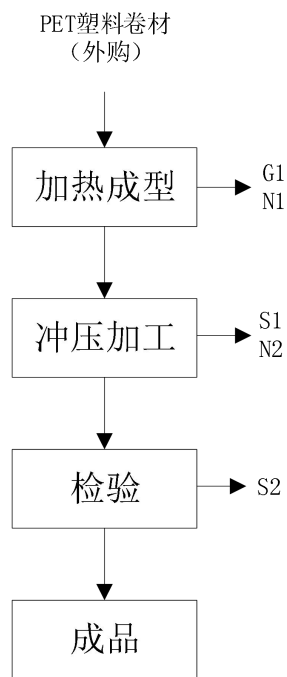 PET塑料卷材
（外购）
加热成型
G1
N1
冲压加工
S1
N2
检验
S2
成品